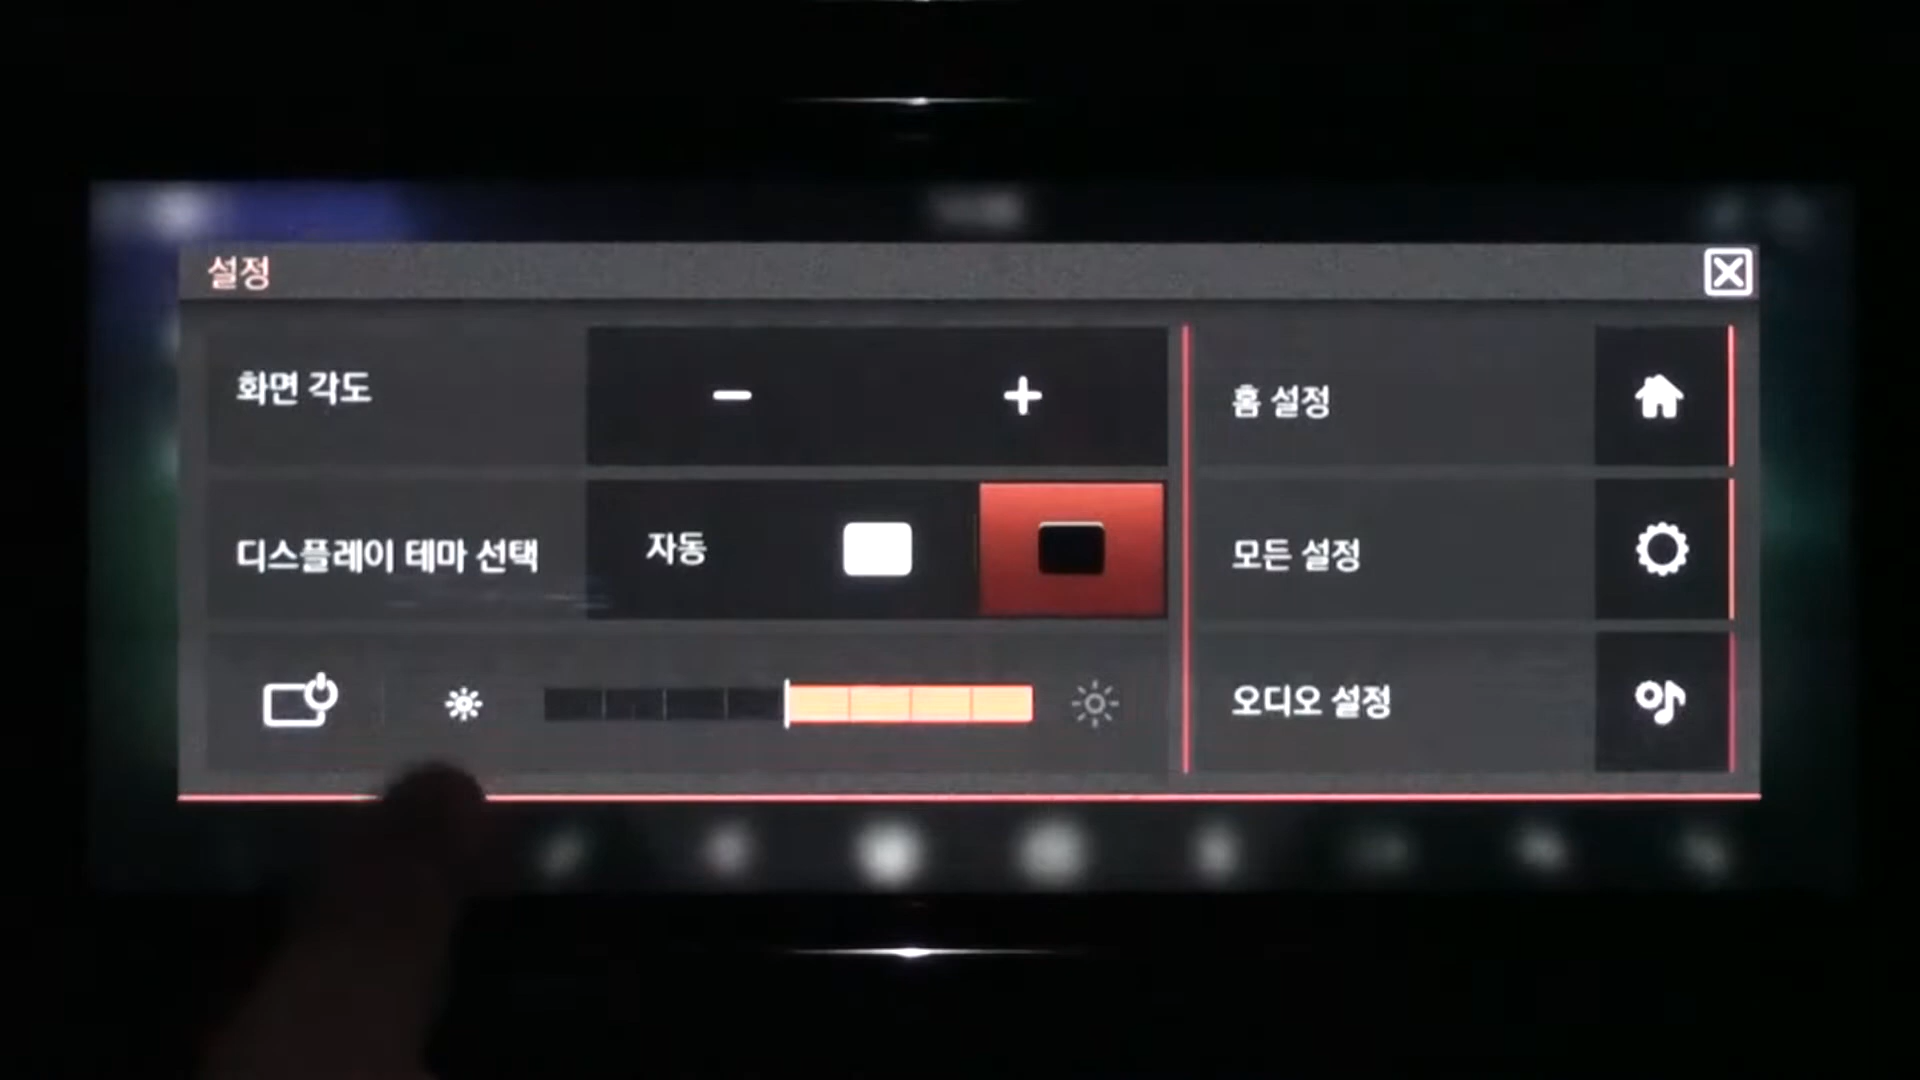 설정
화면 각도
디스플레이 테마 선택
자동
홈 설정
모든 설정
오디오 설정